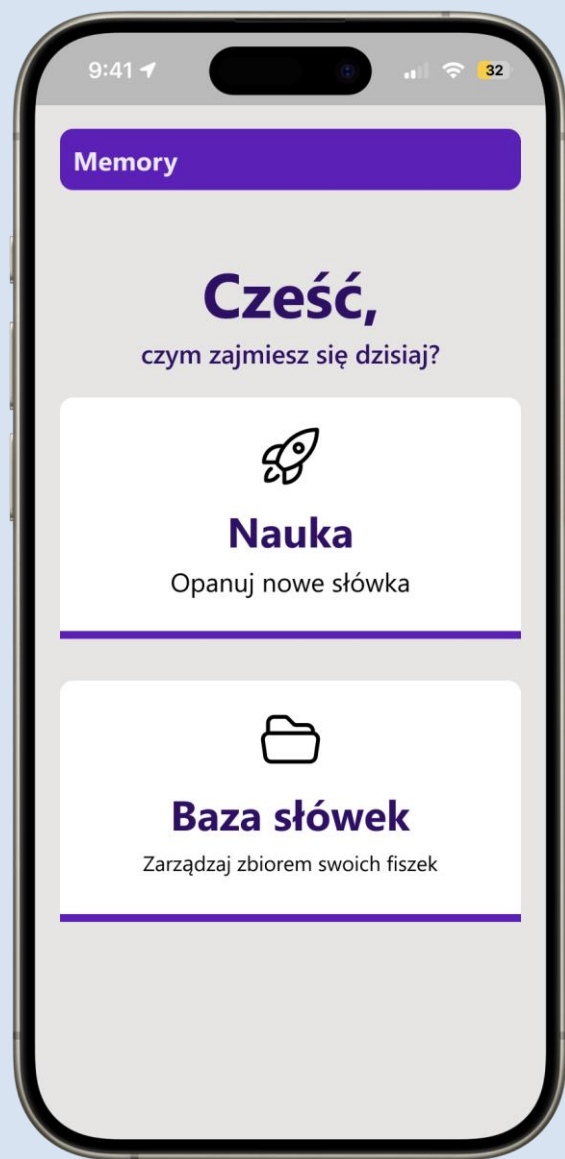 9:41
32
Memory
Cześć,
czym zajmiesz się dzisiaj?
Nauka
Opanuj nowe słówka
Baza słówek
Zarządzaj zbiorem swoich fiszek